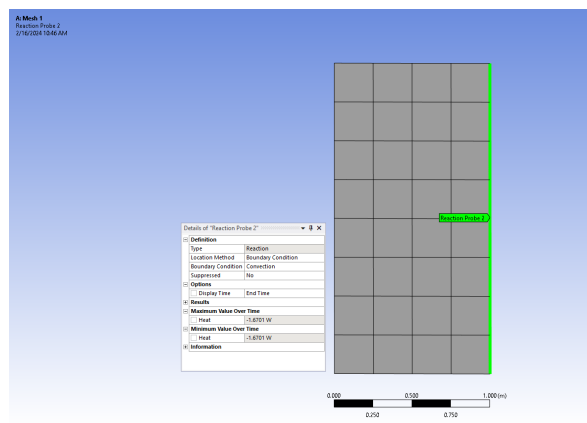 A: Mesh 1
Reaction Probe 2
2/16/2024 10:46 AM
Reaction Probe 2
Details of "Reaction Probe 2"
Definition
Type Reaction
Location Method Boundary Condition
Boundary Condition Convection
Suppressed No
Options
Display Time End Time
Results
Maximum Value Over Time
Heat -1.6701 W
Minimum Value Over Time
Heat -1.6701 W
Information
0.000 0.500 1.000 (m)
0.250 0.750